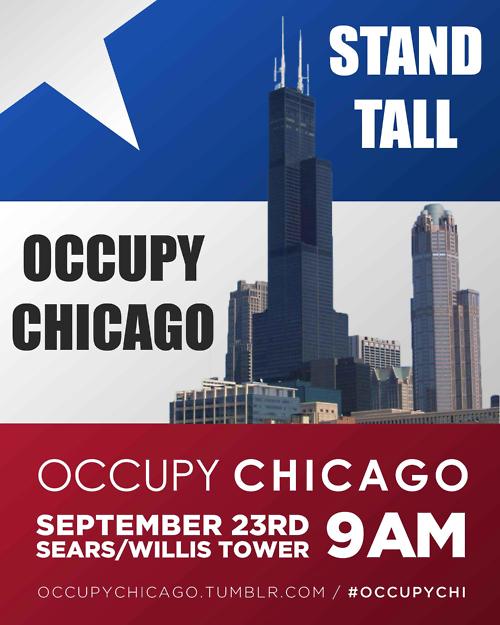 STAND
TALL
OCCUPY
CHICAGO
OCCUPY CHICAGO
SEPTEMBER 23RD
SEARS/WILLIS TOWER
9AM
OCCUPYCHICAGO.TUMBLR.COM / #OCCUPYCHI